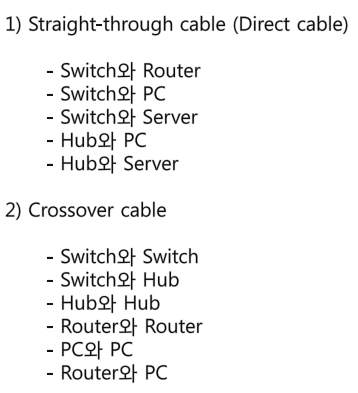 1) Straight-through cable (Direct cable)
- Switch와 Router
- Switch와 PC
- Switch와 Server
- Hub와 PC
- Hub와 Server
2) Crossover cable
- Switch와 Switch
- Switch와 Hub
- Hub와 Hub
- Router와 Router
- PC와 PC
- Router와 PC